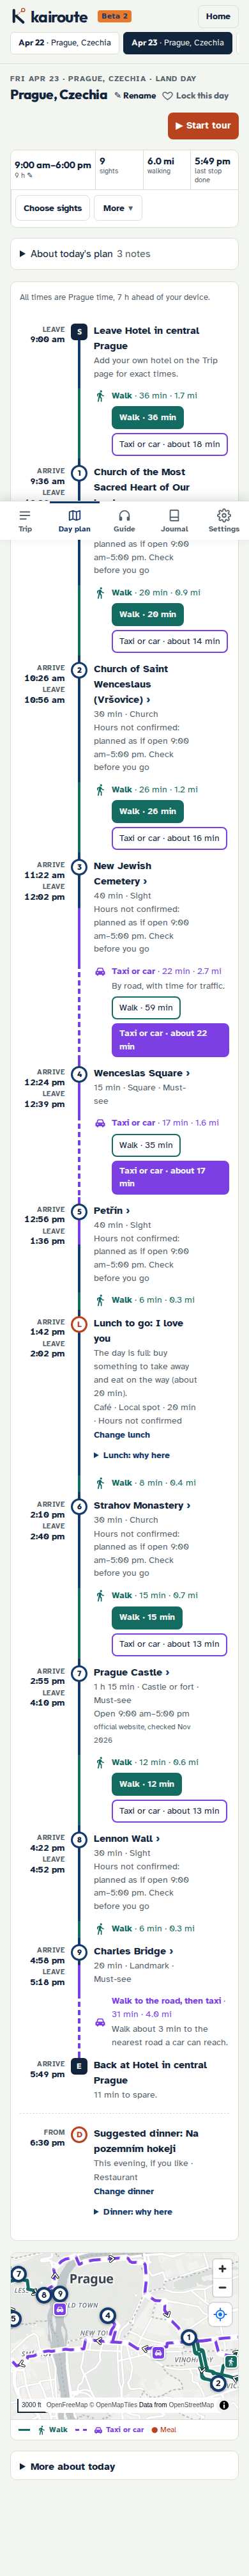 kairoute
Beta 2
Home
Apr 22 · Prague, Czechia
Apr 23 · Prague, Czechia
FRI APR 23 · PRAGUE, CZECHIA · LAND DAY
Prague, Czechia
✎ Rename
Lock this day
▶ Start tour
9:00 am–6:00 pm
9 h ✎
9
sights
6.0 mi
walking
5:49 pm
last stop
done
Choose sights
More ▾
▶ About today's plan 3 notes
All times are Prague time, 7 h ahead of your device.
LEAVE
9:00 am
S
Leave Hotel in central
Prague
Add your own hotel on the Trip
page for exact times.
Walk · 36 min · 1.7 mi
Walk · 36 min
Taxi or car · about 18 min
ARRIVE
9:36 am
LEAVE
1
Church of the Most
Sacred Heart of Our
Trip
Day plan
Guide
Journal
Settings
planned as if open 9:00
am–5:00 pm. Check
before you go
Walk · 20 min · 0.9 mi
Walk · 20 min
Taxi or car · about 14 min
ARRIVE
10:26 am
LEAVE
10:56 am
2
Church of Saint
Wenceslaus
(Vršovice) ›
30 min · Church
Hours not confirmed:
planned as if open 9:00
am–5:00 pm. Check
before you go
Walk · 26 min · 1.2 mi
Walk · 26 min
Taxi or car · about 16 min
ARRIVE
11:22 am
LEAVE
12:02 pm
3
New Jewish
Cemetery ›
40 min · Sight
Hours not confirmed:
planned as if open 9:00
am–5:00 pm. Check
before you go
Taxi or car · 22 min · 2.7 mi
By road, with time for traffic.
Walk · 59 min
Taxi or car · about 22
min
ARRIVE
12:24 pm
LEAVE
12:39 pm
4
Wenceslas Square ›
15 min · Square · Must-
see
Taxi or car · 17 min · 1.6 mi
Walk · 35 min
Taxi or car · about 17
min
ARRIVE
12:56 pm
LEAVE
1:36 pm
5
Petřín ›
40 min · Sight
Hours not confirmed:
planned as if open 9:00
am–5:00 pm. Check
before you go
Walk · 6 min · 0.3 mi
ARRIVE
1:42 pm
LEAVE
2:02 pm
L
Lunch to go: I love
you
The day is full: buy
something to take away
and eat on the way (about
20 min).
Café · Local spot · 20 min
· Hours not confirmed
Change lunch
▶ Lunch: why here
Walk · 8 min · 0.4 mi
ARRIVE
2:10 pm
LEAVE
2:40 pm
6
Strahov Monastery ›
30 min · Church
Hours not confirmed:
planned as if open 9:00
am–5:00 pm. Check
before you go
Walk · 15 min · 0.7 mi
Walk · 15 min
Taxi or car · about 13 min
ARRIVE
2:55 pm
LEAVE
4:10 pm
7
Prague Castle ›
1 h 15 min · Castle or fort ·
Must-see
Open 9:00 am–5:00 pm
official website, checked Nov
2026
Walk · 12 min · 0.6 mi
Walk · 12 min
Taxi or car · about 13 min
ARRIVE
4:22 pm
LEAVE
4:52 pm
8
Lennon Wall ›
30 min · Sight
Hours not confirmed:
planned as if open 9:00
am–5:00 pm. Check
before you go
Walk · 6 min · 0.3 mi
ARRIVE
4:58 pm
LEAVE
5:18 pm
9
Charles Bridge ›
20 min · Landmark ·
Must-see
Walk to the road, then taxi ·
31 min · 4.0 mi
Walk about 3 min to the
nearest road a car can reach.
ARRIVE
5:49 pm
E
Back at Hotel in central
Prague
11 min to spare.
FROM
6:30 pm
D
Suggested dinner: Na
pozemním hokeji
This evening, if you like ·
Restaurant
Change dinner
▶ Dinner: why here
7
8
9
4
5
1
2
Prague
LD TOWN
NEW TO
VINOH
3000 ft
OpenFreeMap © OpenMapTiles Data from OpenStreetMap
Walk
Taxi or car
Meal
▶ More about today